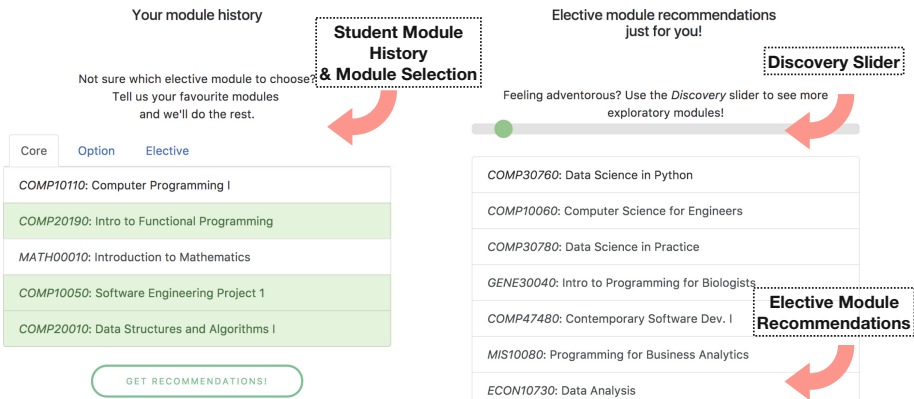 Your module history
Student Module
History
& Module Selection
Not sure which elective module to choose?
Tell us your favourite modules
and we'll do the rest.
Core Option Elective
COMP10110: Computer Programming I
COMP20190: Intro to Functional Programming
MATH00010: Introduction to Mathematics
COMP10050: Software Engineering Project 1
COMP20010: Data Structures and Algorithms I
GET RECOMMENDATIONS!
Elective module recommendations
just for you!
Discovery Slider
Feeling adventorous? Use the Discovery slider to see more
exploratory modules!
COMP30760: Data Science in Python
COMP10060: Computer Science for Engineers
COMP30780: Data Science in Practice
GENE30040: Intro to Programming for Biologists
Elective Module
Recommendations
COMP47480: Contemporary Software Dev. I
MIS10080: Programming for Business Analytics
ECON10730: Data Analysis